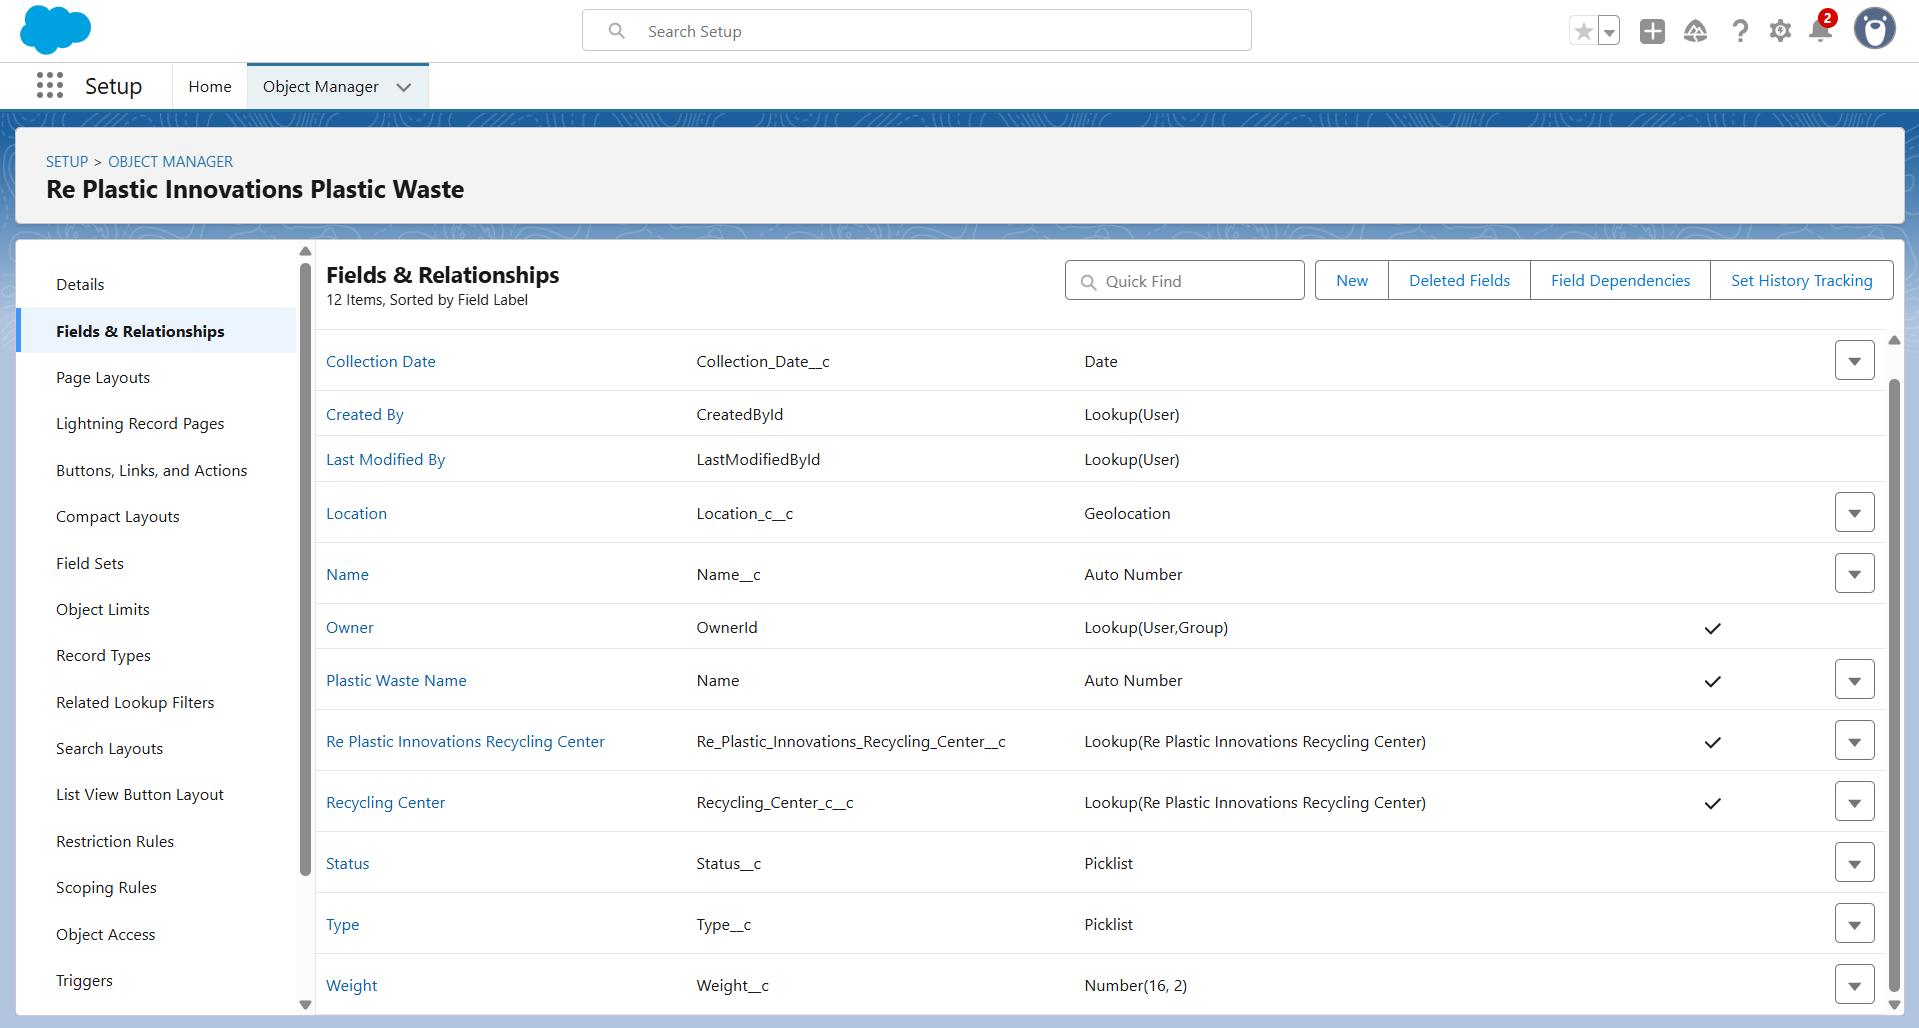 Search Setup
2
Setup
Home
Object Manager
SETUP > OBJECT MANAGER
Re Plastic Innovations Plastic Waste
Details
Fields & Relationships
Page Layouts
Lightning Record Pages
Buttons, Links, and Actions
Compact Layouts
Field Sets
Object Limits
Record Types
Related Lookup Filters
Search Layouts
List View Button Layout
Restriction Rules
Scoping Rules
Object Access
Triggers
Fields & Relationships
12 Items, Sorted by Field Label
Quick Find
New
Deleted Fields
Field Dependencies
Set History Tracking
Collection Date Collection_Date__c Date
Created By CreatedById Lookup(User)
Last Modified By LastModifiedById Lookup(User)
Location Location_c__c Geolocation
Name Name__c Auto Number
Owner OwnerId Lookup(User,Group)
Plastic Waste Name Name Auto Number
Re Plastic Innovations Recycling Center Re_Plastic_Innovations_Recycling_Center__c Lookup(Re Plastic Innovations Recycling Center)
Recycling Center Recycling_Center_c__c Lookup(Re Plastic Innovations Recycling Center)
Status Status__c Picklist
Type Type__c Picklist
Weight Weight__c Number(16, 2)